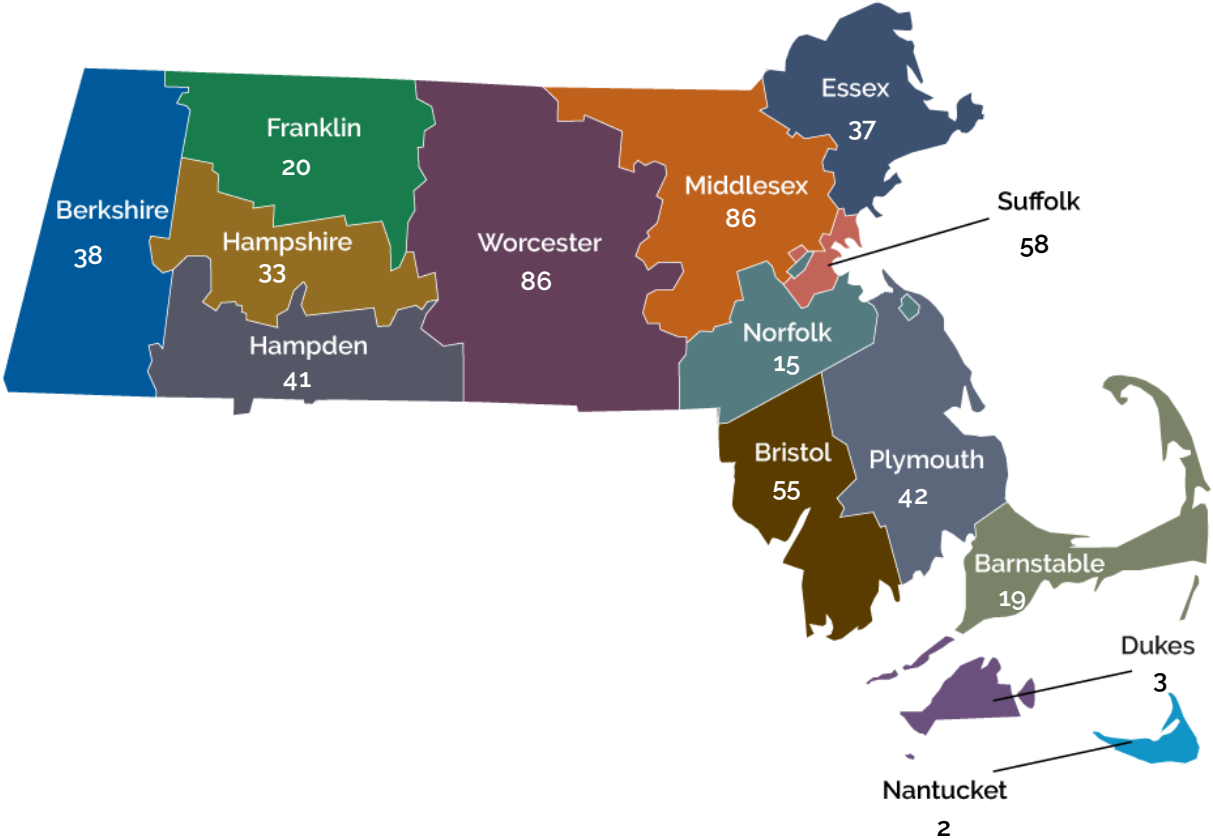 Essex
37
Franklin
20
Middlesex
86
Suffolk
58
Berkshire
38
Hampshire
33
Worcester
86
Norfolk
15
Hampden
41
Bristol
55
Plymouth
42
Barnstable
19
Dukes
3
Nantucket
2